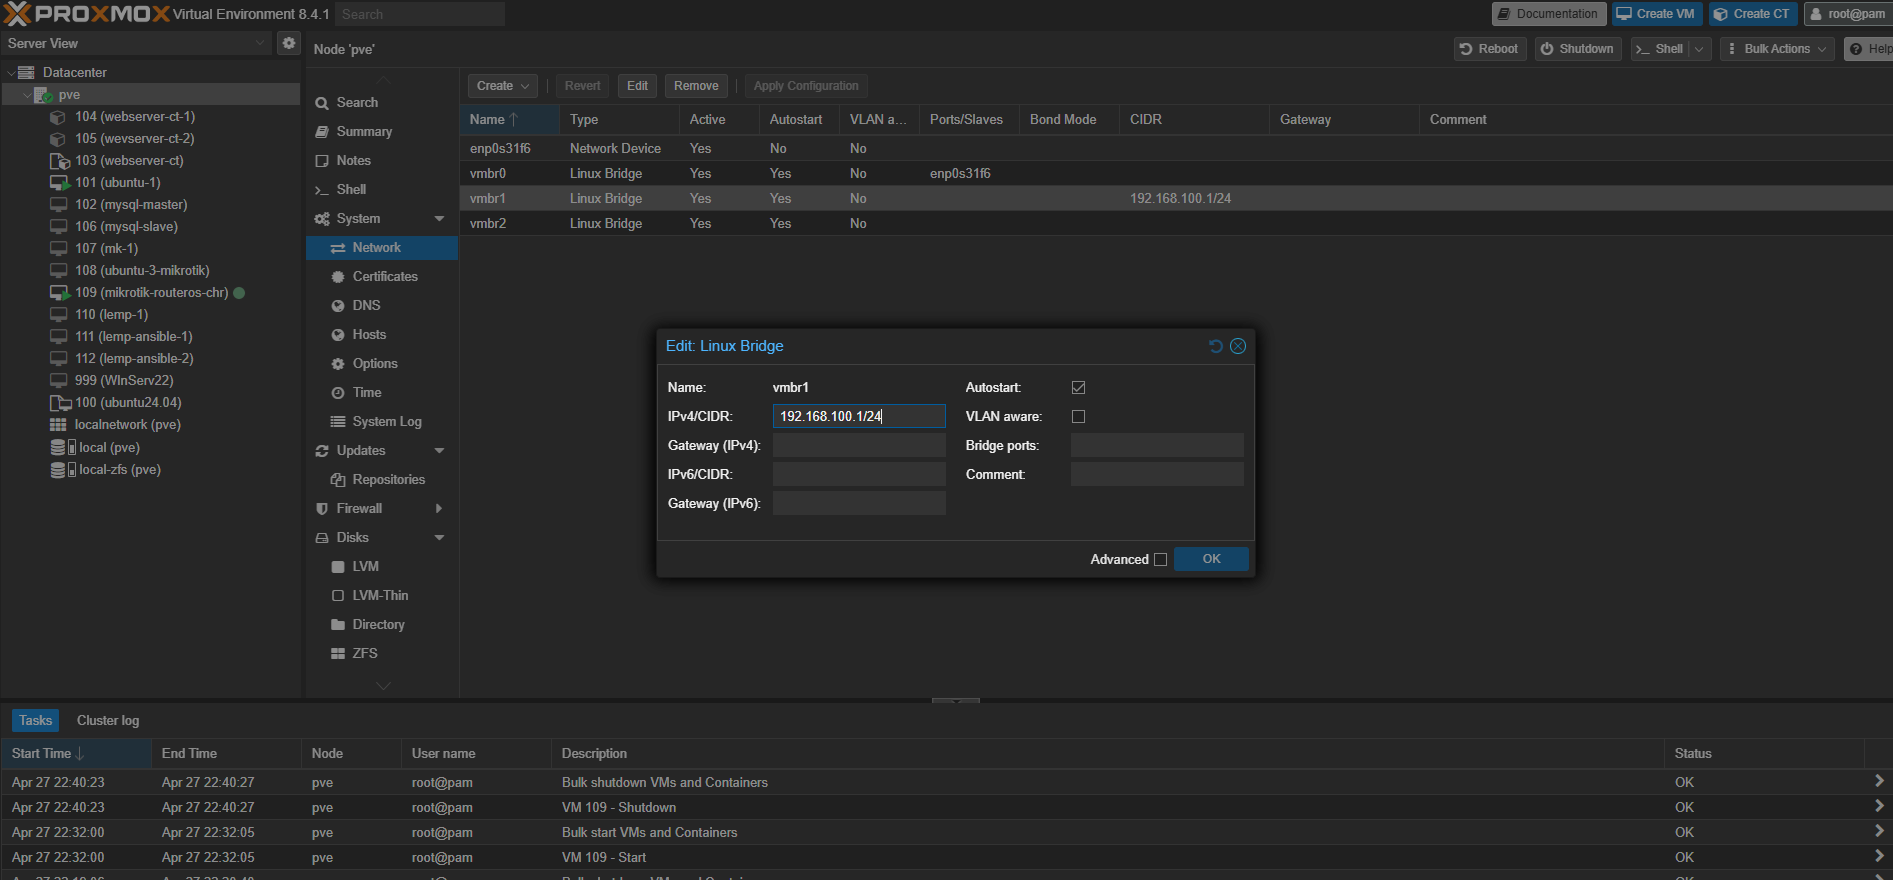 PROXMOX Virtual Environment 8.4.1 Search Documentation Create VM Create CT root@pam
Server View
Node 'pve' Reboot Shutdown Shell Bulk Actions Help
Datacenter
pve
104 (webserver-ct-1)
105 (wevserver-ct-2)
103 (webserver-ct)
101 (ubuntu-1)
102 (mysql-master)
106 (mysql-slave)
107 (mk-1)
108 (ubuntu-3-mikrotik)
109 (mikrotik-routeros-chr)
110 (lemp-1)
111 (lemp-ansible-1)
112 (lemp-ansible-2)
999 (WInServ22)
100 (ubuntu24.04)
localnetwork (pve)
local (pve)
local-zfs (pve)
Search
Summary
Notes
Shell
System
Network
Certificates
DNS
Hosts
Options
Time
System Log
Updates
Repositories
Firewall
Disks
LVM
LVM-Thin
Directory
ZFS
Create Revert Edit Remove Apply Configuration
Name Type Active Autostart VLAN a... Ports/Slaves Bond Mode CIDR Gateway Comment
enp0s31f6 Network Device Yes No No
vmbr0 Linux Bridge Yes Yes No enp0s31f6
vmbr1 Linux Bridge Yes Yes No 192.168.100.1/24
vmbr2 Linux Bridge Yes Yes No
Edit: Linux Bridge
Name: vmbr1 Autostart:
IPv4/CIDR: 192.168.100.1/24 VLAN aware:
Gateway (IPv4): Bridge ports:
IPv6/CIDR: Comment:
Gateway (IPv6):
Advanced OK
Tasks Cluster log
Start Time End Time Node User name Description Status
Apr 27 22:40:23 Apr 27 22:40:27 pve root@pam Bulk shutdown VMs and Containers OK
Apr 27 22:40:23 Apr 27 22:40:27 pve root@pam VM 109 - Shutdown OK
Apr 27 22:32:00 Apr 27 22:32:05 pve root@pam Bulk start VMs and Containers OK
Apr 27 22:32:00 Apr 27 22:32:05 pve root@pam VM 109 - Start OK